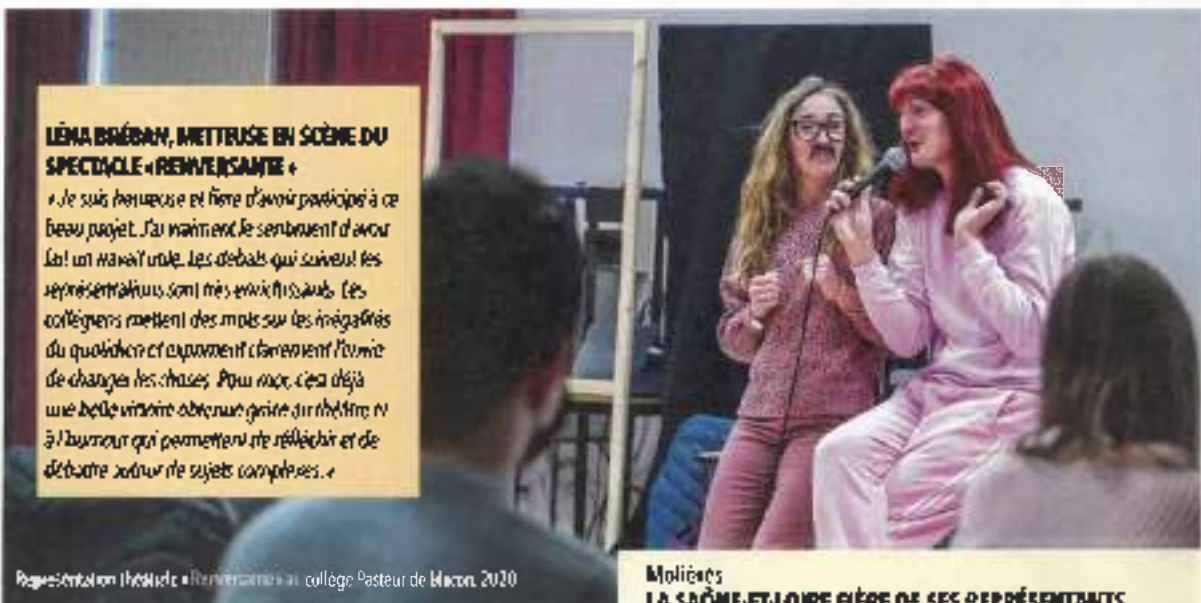 LÉNA BRÉBAN, METTEUSE EN SCÈNE DU
SPECTACLE « RENVERSANTE »
« Je suis heureuse et fière d'avoir participé à ce
beau projet. J'ai vraiment le sentiment d'avoir
fait un travail utile. Les débats qui suivent les
représentations sont très enrichissants. Les
collégiens mettent des mots sur les inégalités
du quotidien et expriment clairement l'envie
de changer les choses. Pour moi, c'est déjà
une belle victoire obtenue grâce au théâtre et
à l'humour qui permettent de réfléchir et de
débattre autour de sujets complexes. »
Représentation théâtrale « Renversante » au collège Pasteur de Mâcon, 2020
Molières
LA SAÔNE-ET-LOIRE FIÈRE DE SES REPRÉSENTANTS